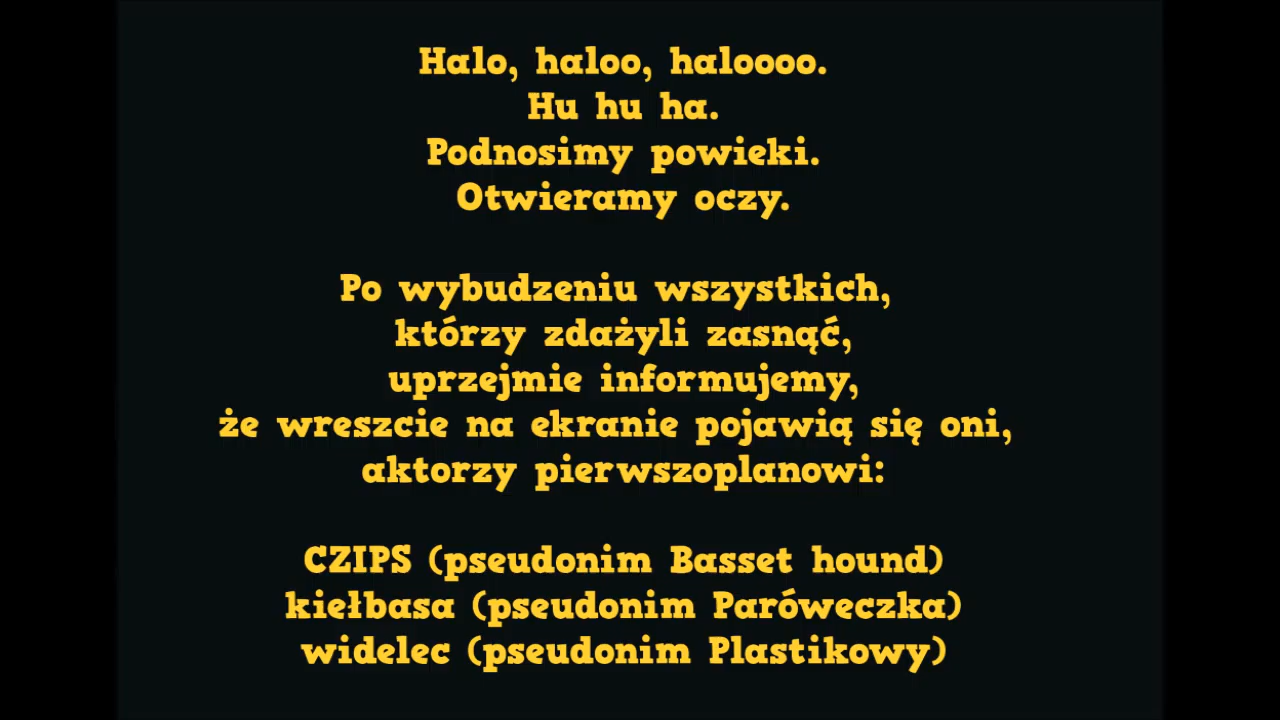 Halo, haloo, haloooo.
Hu hu ha.
Podnosimy powieki.
Otwieramy oczy.
Po wybudzeniu wszystkich,
którzy zdażyli zasnąć,
uprzejmie informujemy,
że wreszcie na ekranie pojawią się oni,
aktorzy pierwszoplanowi:
CZIPS (pseudonim Basset hound)
kiełbasa (pseudonim Paróweczka)
widelec (pseudonim Plastikowy)